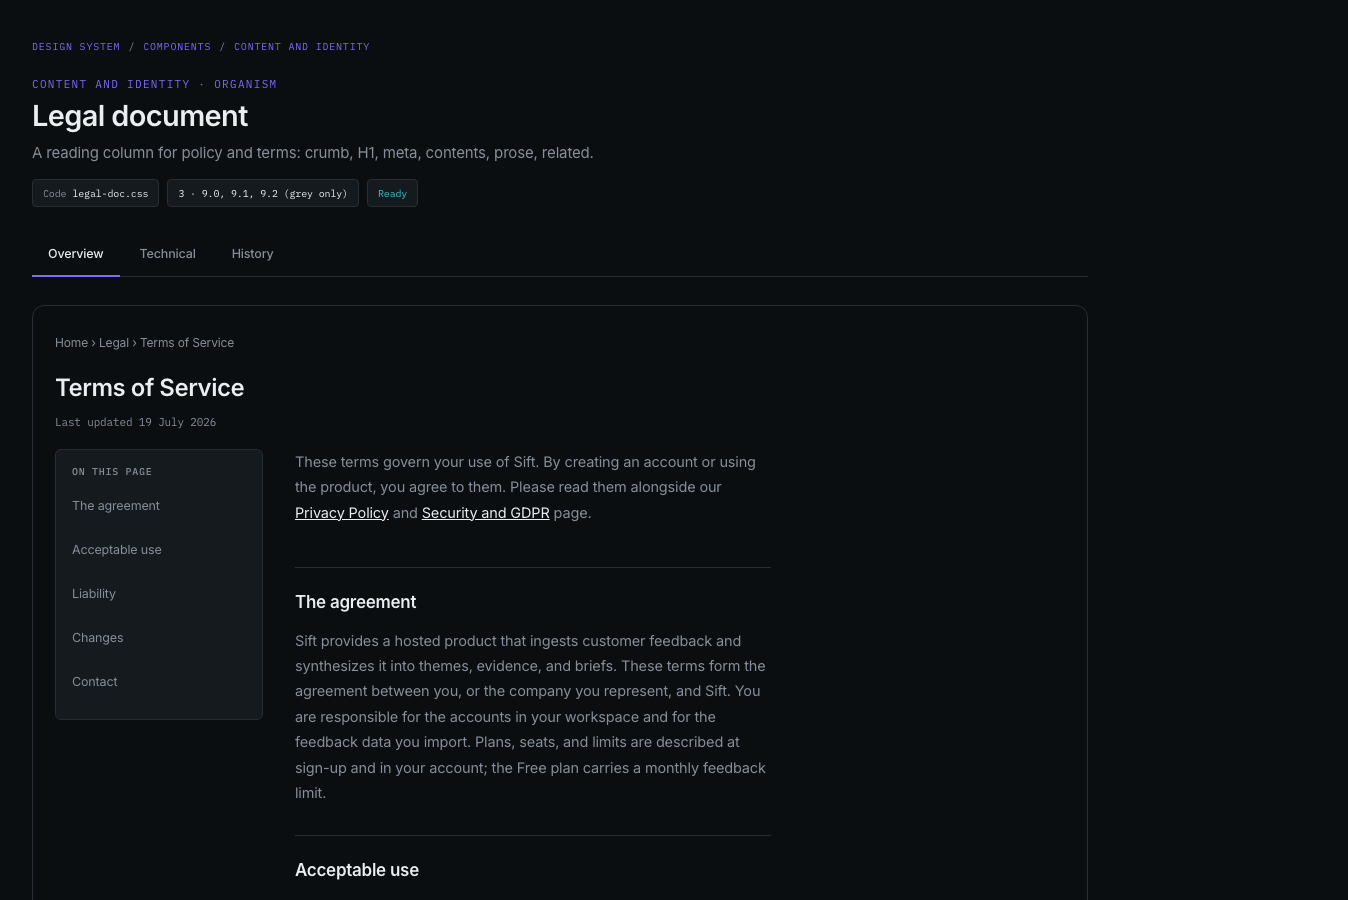 DESIGN SYSTEM / COMPONENTS / CONTENT AND IDENTITY
CONTENT AND IDENTITY · ORGANISM
Legal document
A reading column for policy and terms: crumb, H1, meta, contents, prose, related.
Code legal-doc.css
3 · 9.0, 9.1, 9.2 (grey only)
Ready
Overview
Technical
History
Home › Legal › Terms of Service
Terms of Service
Last updated 19 July 2026
ON THIS PAGE
The agreement
Acceptable use
Liability
Changes
Contact
These terms govern your use of Sift. By creating an account or using
the product, you agree to them. Please read them alongside our
Privacy Policy and Security and GDPR page.
The agreement
Sift provides a hosted product that ingests customer feedback and
synthesizes it into themes, evidence, and briefs. These terms form the
agreement between you, or the company you represent, and Sift. You
are responsible for the accounts in your workspace and for the
feedback data you import. Plans, seats, and limits are described at
sign-up and in your account; the Free plan carries a monthly feedback
limit.
Acceptable use